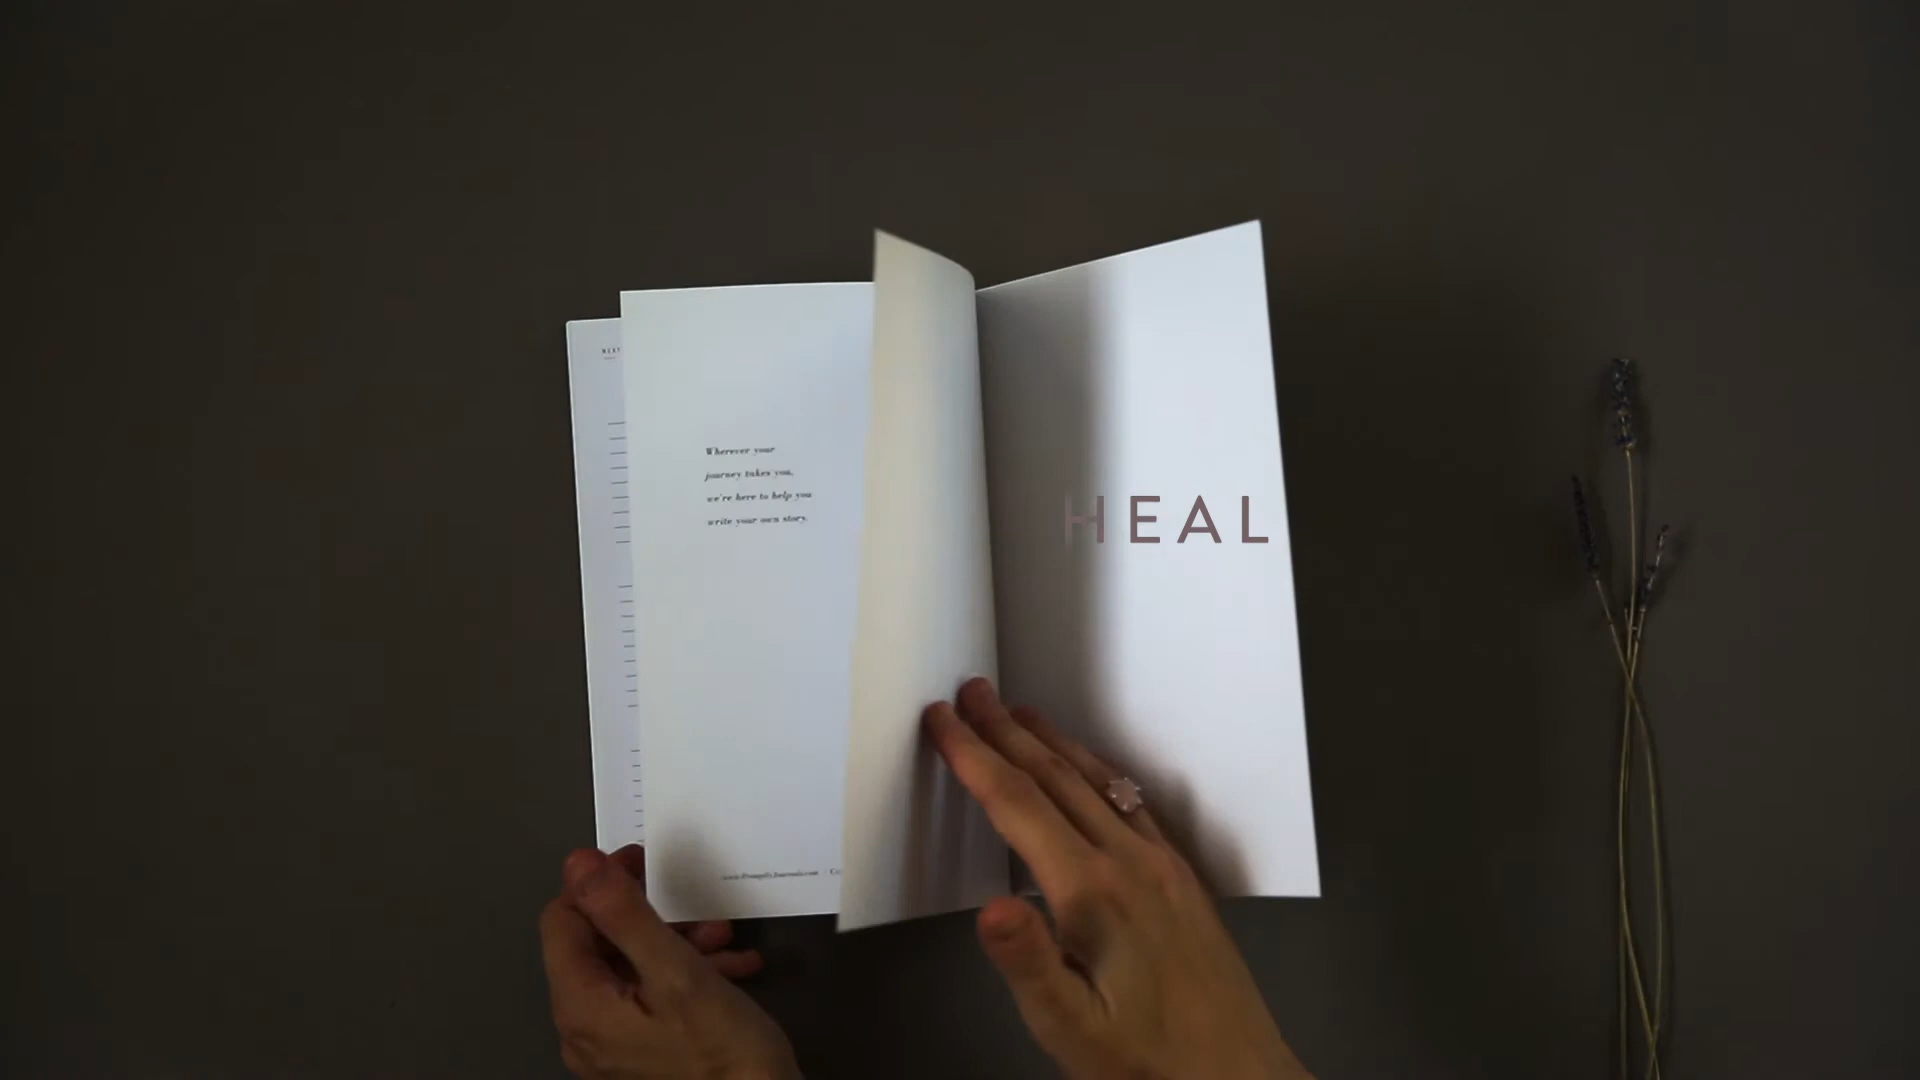 Wherever your
journey takes you,
we're here to help you
write your own story.
HEAL